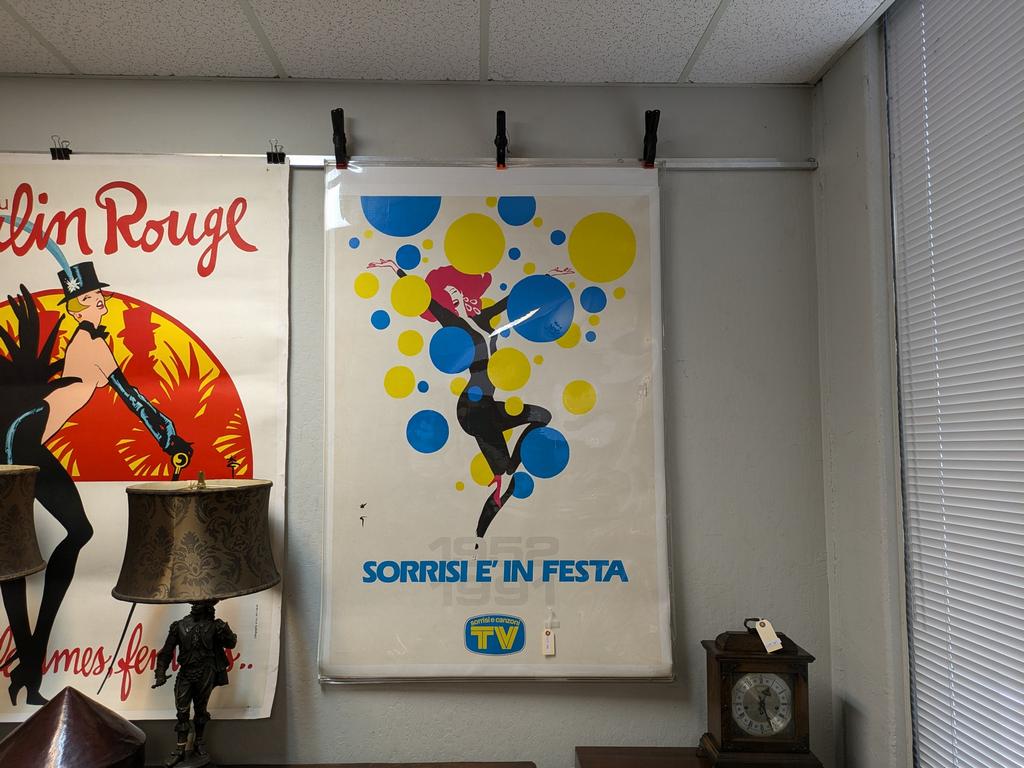 lin Rouge
1952
SORRISI E' IN FESTA
1991
sorrisi e canzoni
TV